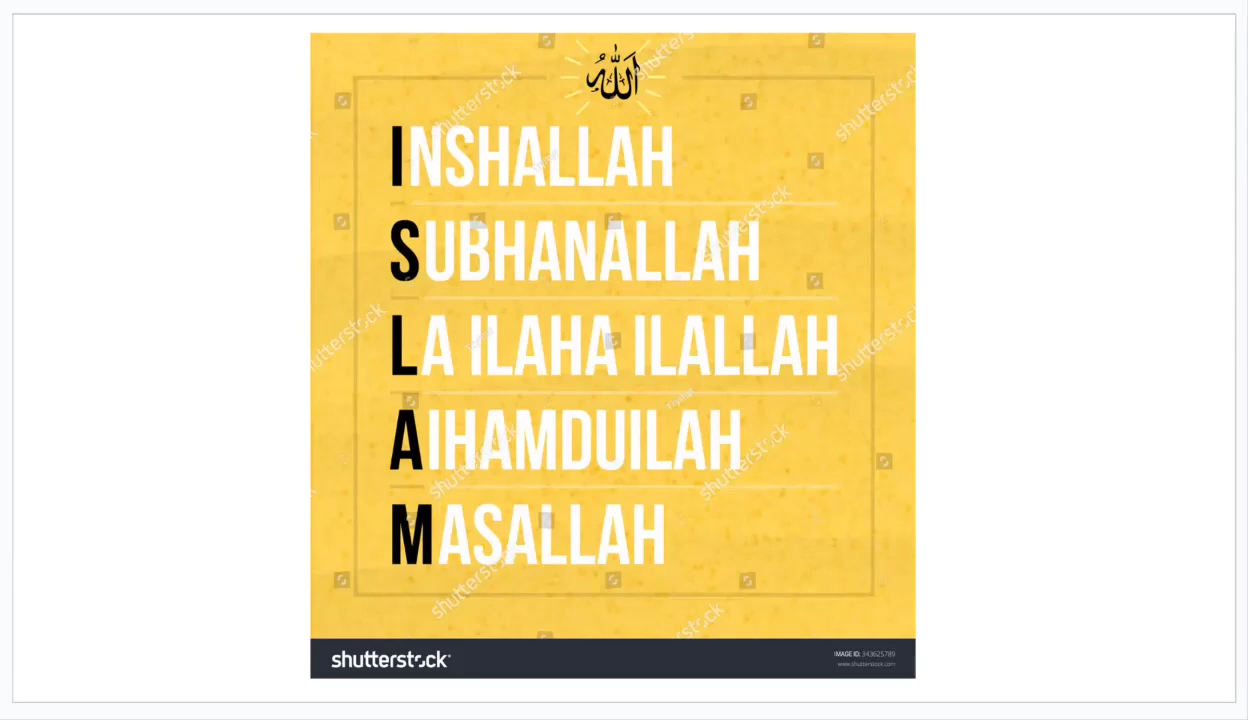 الله
INSHALLAH
SUBHANALLAH
LA ILAHA ILALLAH
AIHAMDUILAH
MASALLAH
shutterstock
IMAGE ID: 343625789
www.shutterstock.com